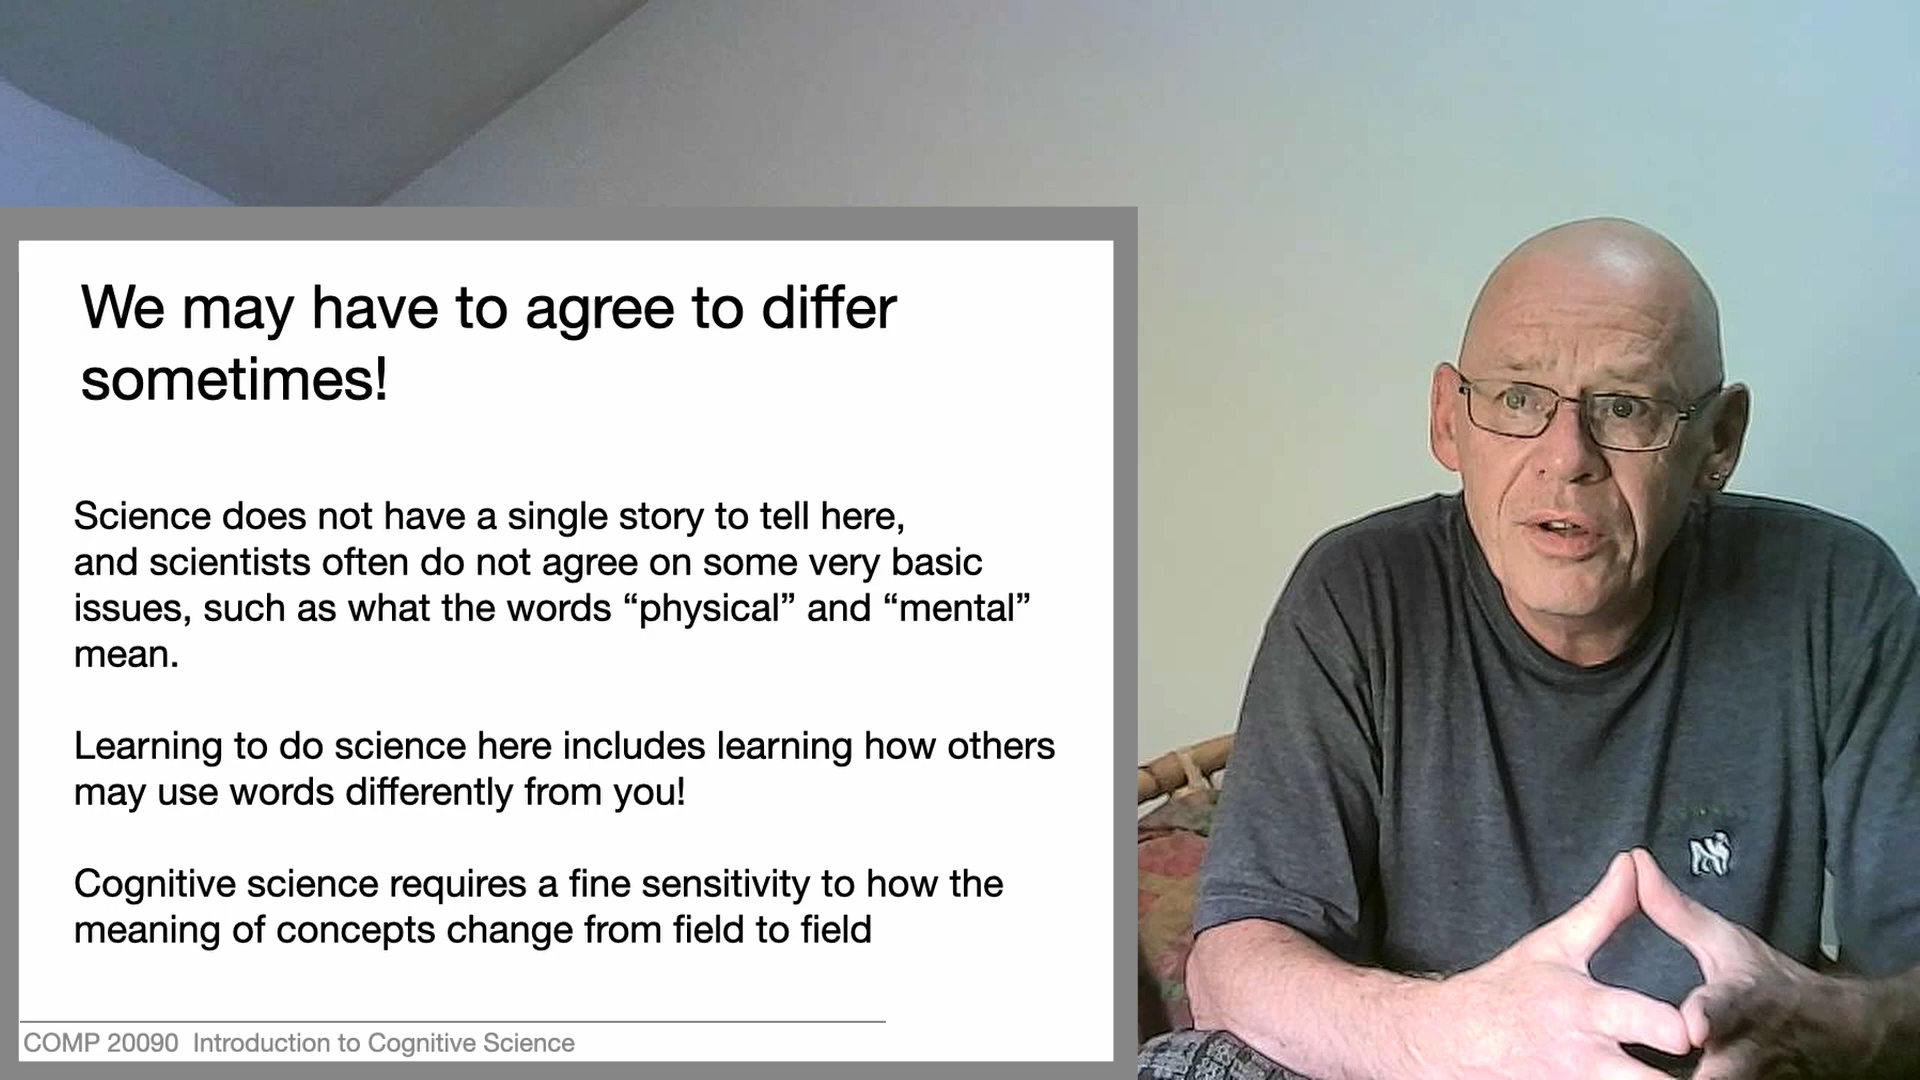 We may have to agree to differ
sometimes!
Science does not have a single story to tell here,
and scientists often do not agree on some very basic
issues, such as what the words “physical” and “mental”
mean.
Learning to do science here includes learning how others
may use words differently from you!
Cognitive science requires a fine sensitivity to how the
meaning of concepts change from field to field
COMP 20090 Introduction to Cognitive Science